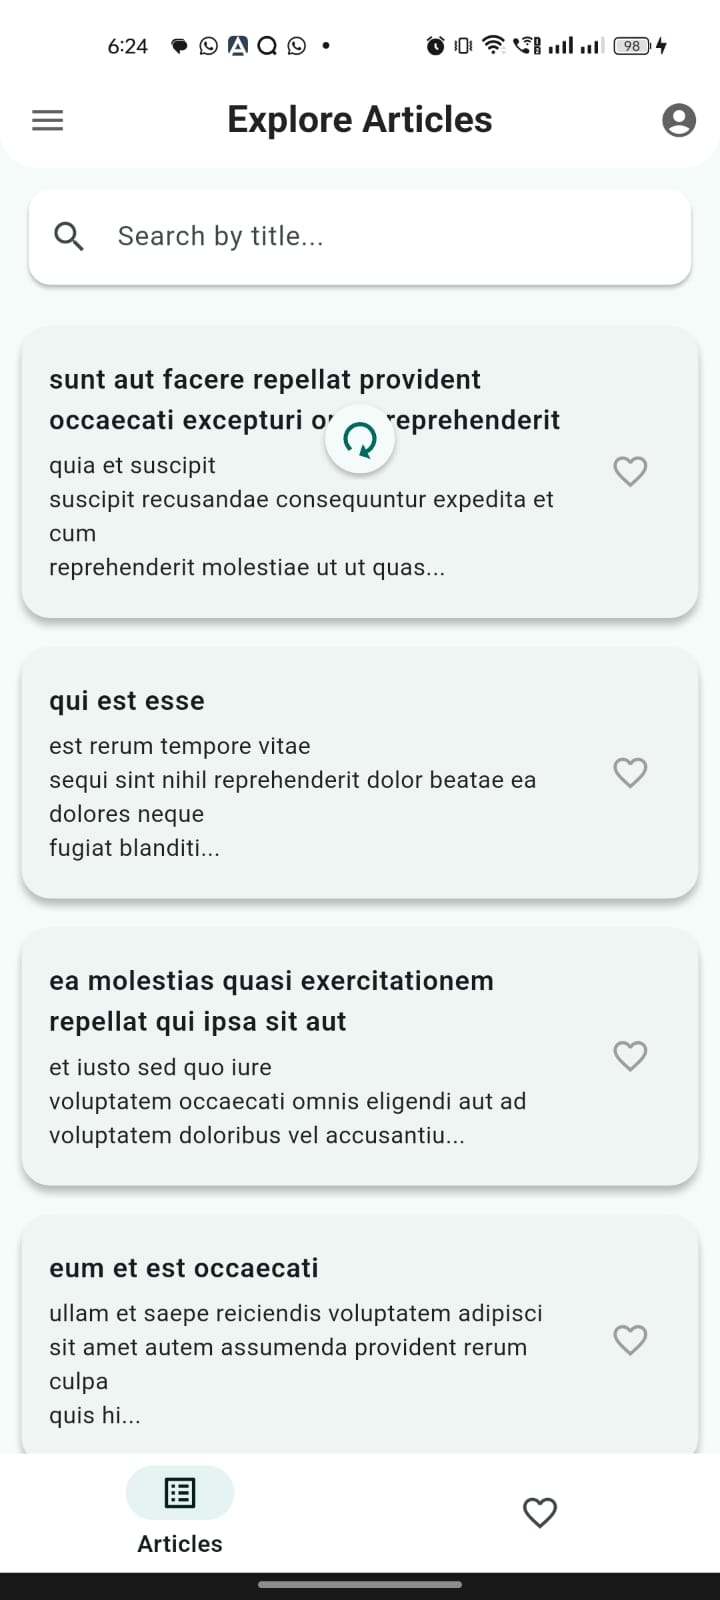 6:24
98
Explore Articles
Search by title...
sunt aut facere repellat provident
occaecati excepturi reprehenderit
quia et suscipit
suscipit recusandae consequuntur expedita et
cum
reprehenderit molestiae ut ut quas...
qui est esse
est rerum tempore vitae
sequi sint nihil reprehenderit dolor beatae ea
dolores neque
fugiat blanditi...
ea molestias quasi exercitationem
repellat qui ipsa sit aut
et iusto sed quo iure
voluptatem occaecati omnis eligendi aut ad
voluptatem doloribus vel accusantiu...
eum et est occaecati
ullam et saepe reiciendis voluptatem adipisci
sit amet autem assumenda provident rerum
culpa
quis hi...
Articles